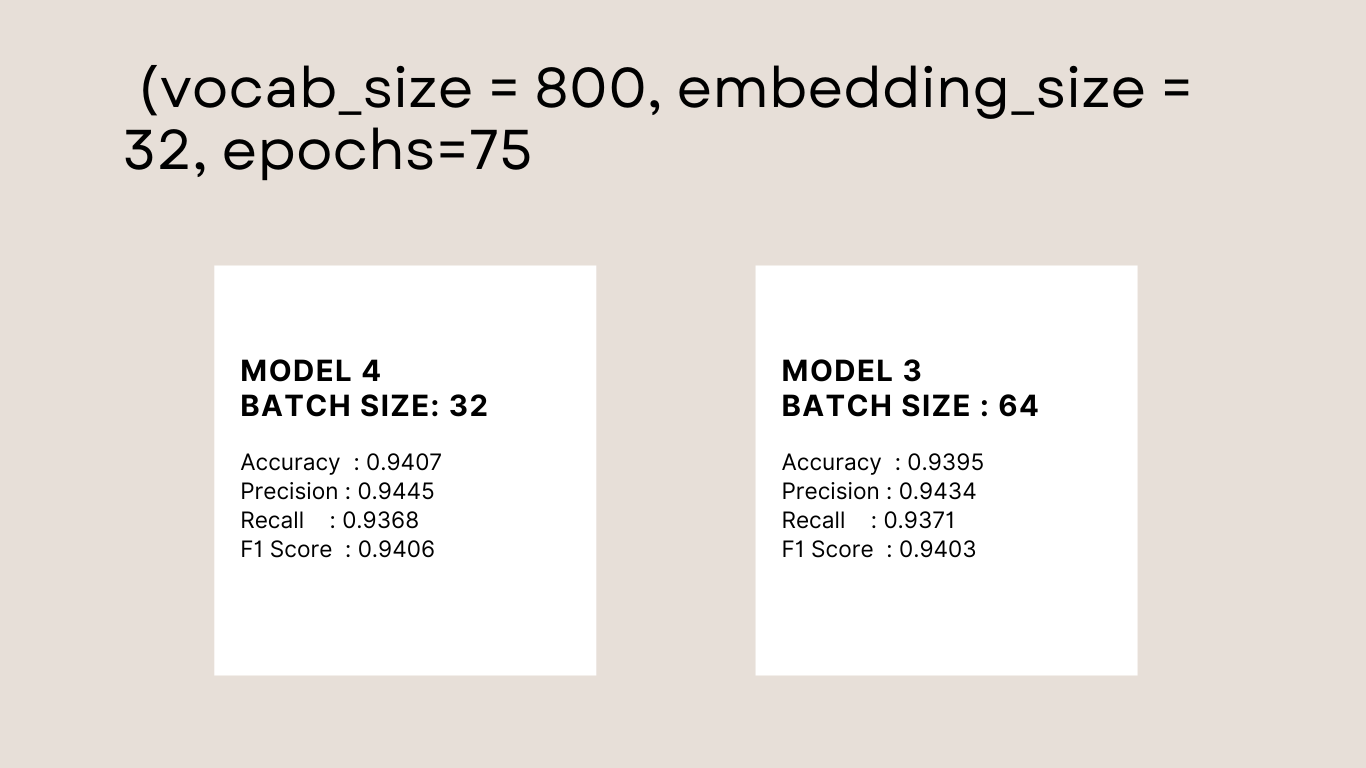 (vocab_size = 800, embedding_size =
32, epochs=75
MODEL 4
BATCH SIZE: 32
Accuracy : 0.9407
Precision : 0.9445
Recall : 0.9368
F1 Score : 0.9406
MODEL 3
BATCH SIZE : 64
Accuracy : 0.9395
Precision : 0.9434
Recall : 0.9371
F1 Score : 0.9403